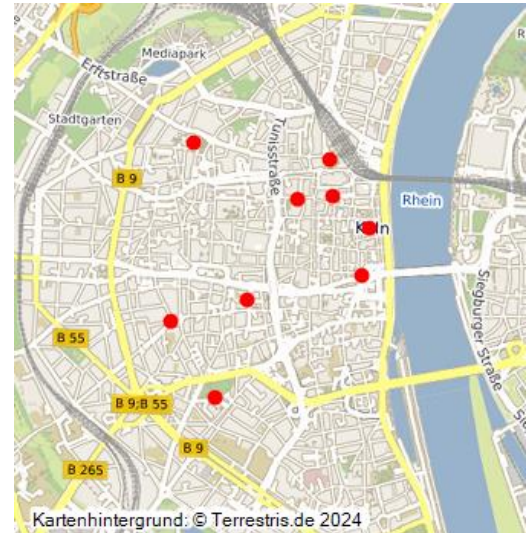 Mediapark
Erftstraße
Stadtgarten
Tunisstraße
B 9
Rhein
Köln
Siegburger Straße
B 55
B 9;B 55
B 9
B 265
Kartenhintergrund: © Terrestris.de 2024